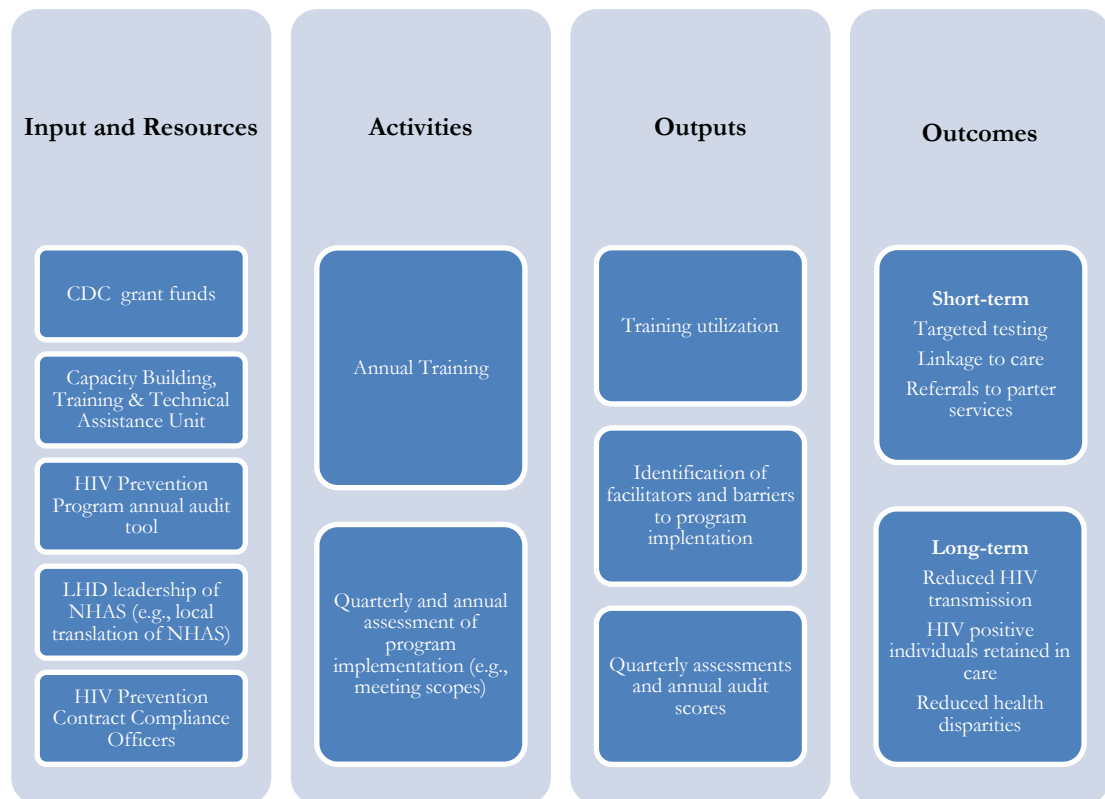 Input and Resources
CDC grant funds
Capacity Building,
Training & Technical
Assistance Unit
HIV Prevention
Program annual audit
tool
LHD leadership of
NHAS (e.g., local
translation of NHAS)
HIV Prevention
Contract Compliance
Officers
Activities
Annual Training
Quarterly and annual
assessment of
program
implementation (e.g.,
meeting scopes)
Outputs
Training utilization
Identification of
facilitators and barriers
to program
implentation
Quarterly assessments
and annual audit
scores
Outcomes
Short-term
Targeted testing
Linkage to care
Referrals to parter
services
Long-term
Reduced HIV
transmission
HIV positive
individuals retained in
care
Reduced health
disparities